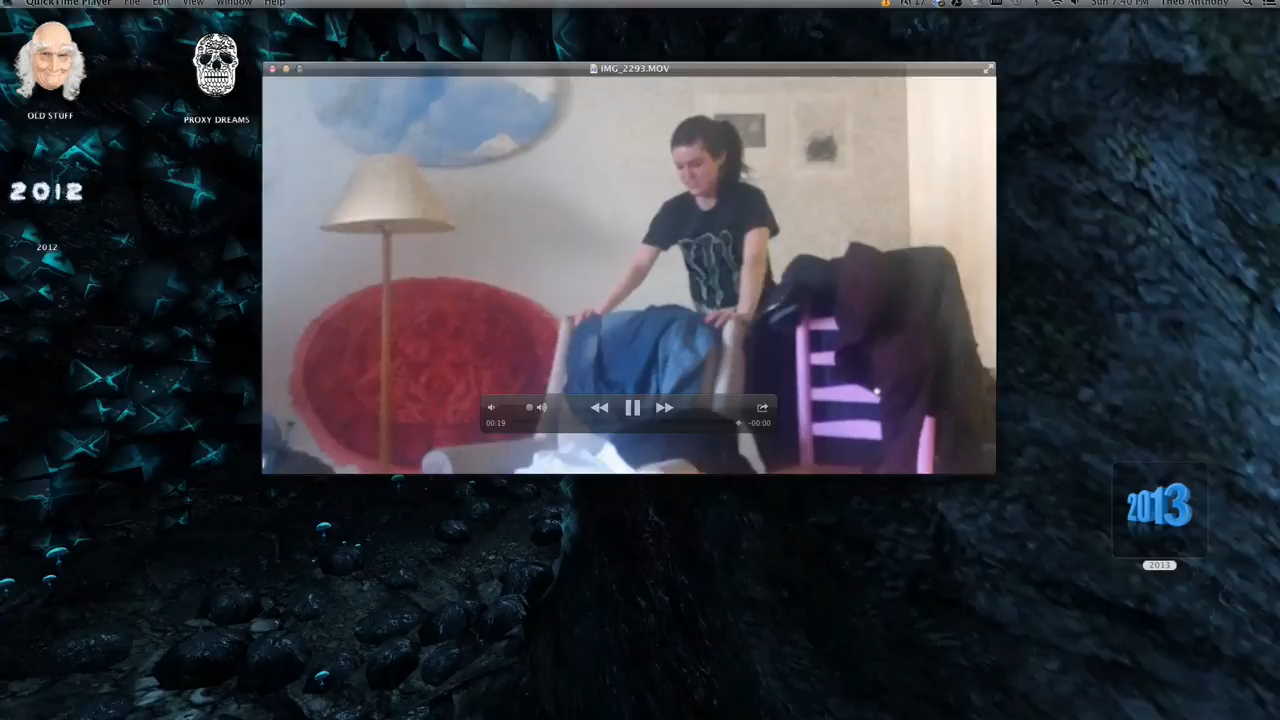 QuickTime Player File Edit View Window Help
Sun 7:40 PM Theo Anthony
IMG_2293.MOV
OLD STUFF
PROXY DREAMS
2012
2012
00:19
-00:00
2013
2013